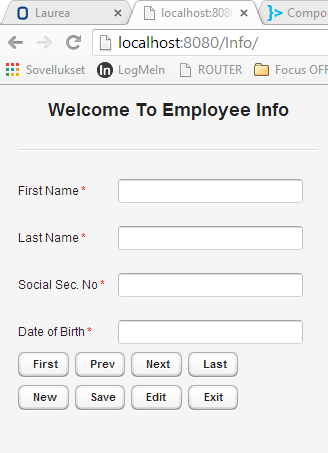 Laurea
localhost:808
Compo
localhost:8080/Info/
Sovellukset LogMeIn ROUTER Focus OFF
Welcome To Employee Info
First Name *
Last Name *
Social Sec. No *
Date of Birth *
First Prev Next Last
New Save Edit Exit